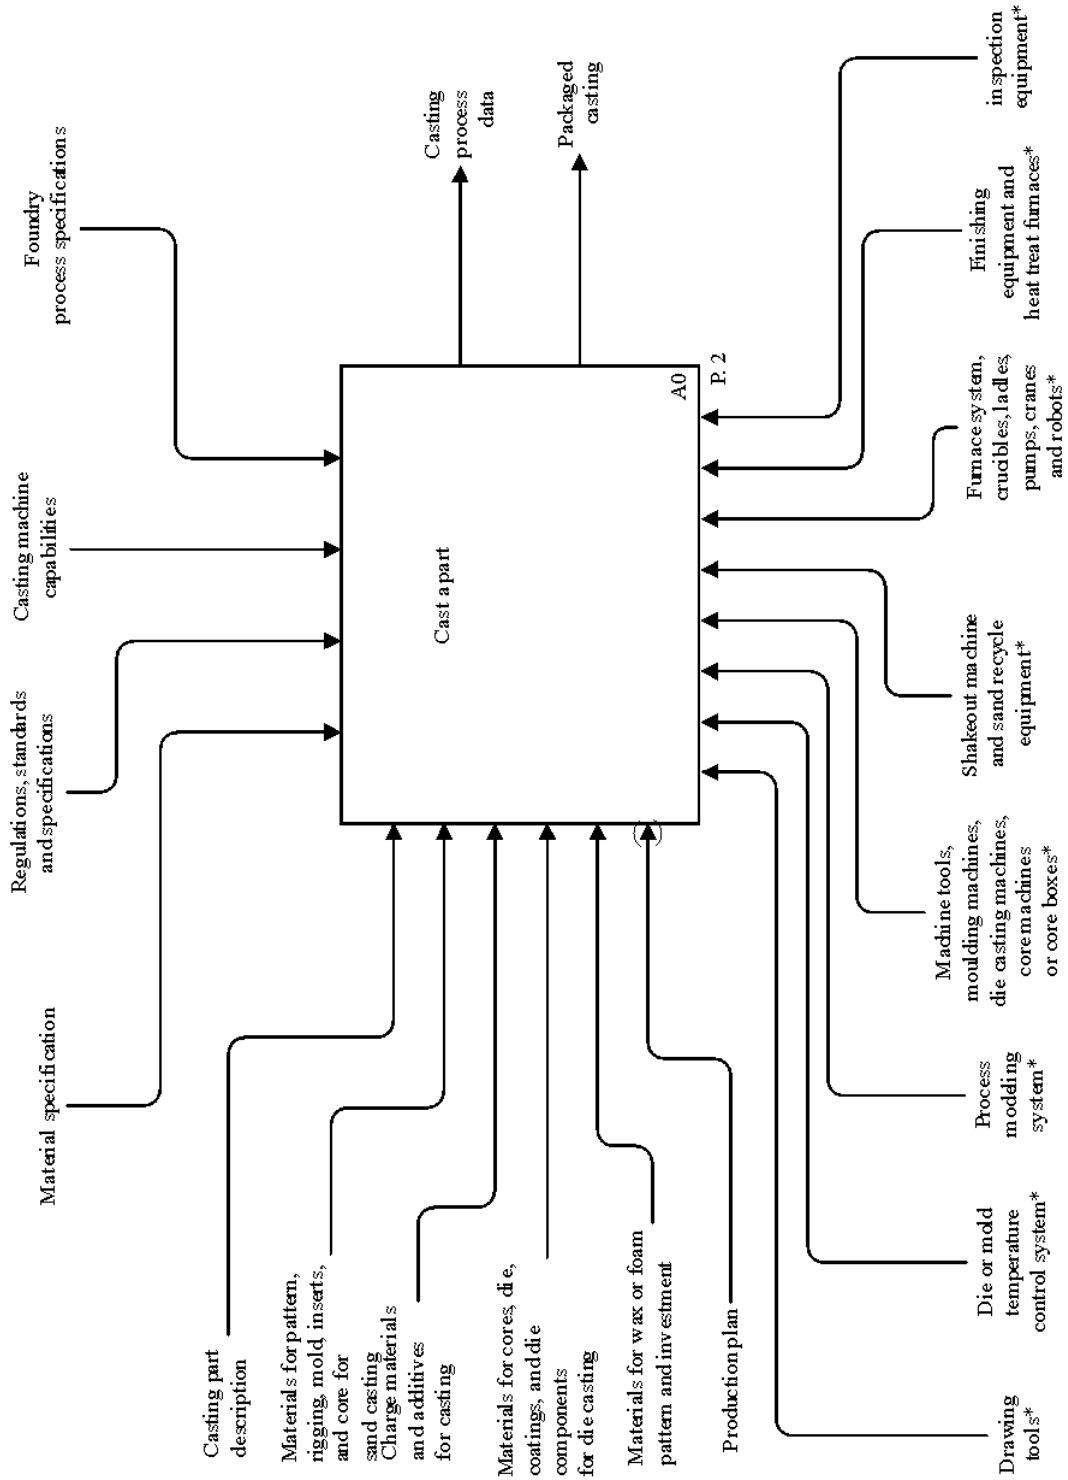 Material specification
Regulations, standards
and specifications
Casting machine
capabilities
Foundry
process specifications
Casting part
description
Materials for pattern,
rigging, mold, inserts,
and core for
sand casting
Charge materials
and additives
for casting
Materials for cores, die,
coatings, and die
components
for die casting
Materials for wax or foam
pattern and investment
Production plan
Cast a part
A0
P. 2
Casting
process
data
Packaged
casting
Drawing
tools*
Die or mold
temperature
control system*
Process
modeling
system*
Machine tools,
moulding machines,
die casting machines,
core machines
or core boxes*
Shakeout machine
and sand recycle
equipment*
Furnace system,
crucibles, ladles,
pumps, cranes
and robots*
Finishing
equipment and
heat treat furnaces*
inspection
equipment*